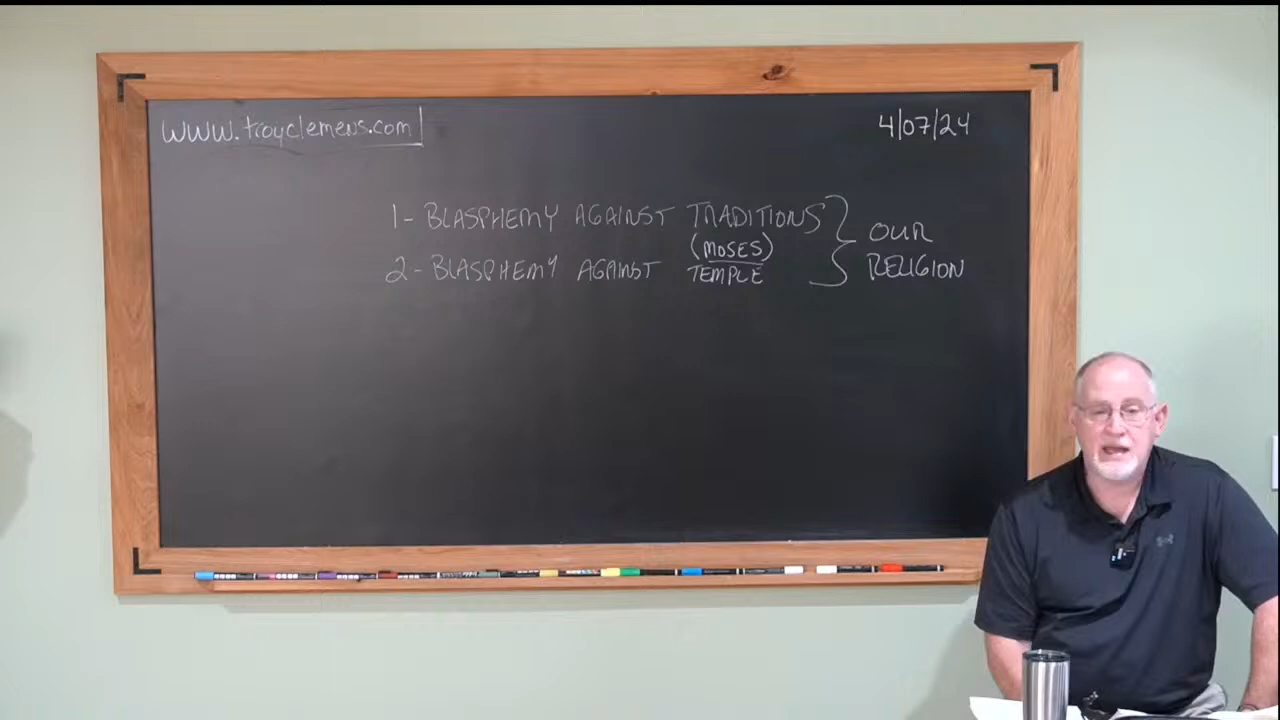 www.troyclemens.com
4/07/24
1- BLASPHEMY AGAINST TRADITIONS
(MOSES)
2- BLASPHEMY AGAINST TEMPLE
OUR
RELIGION